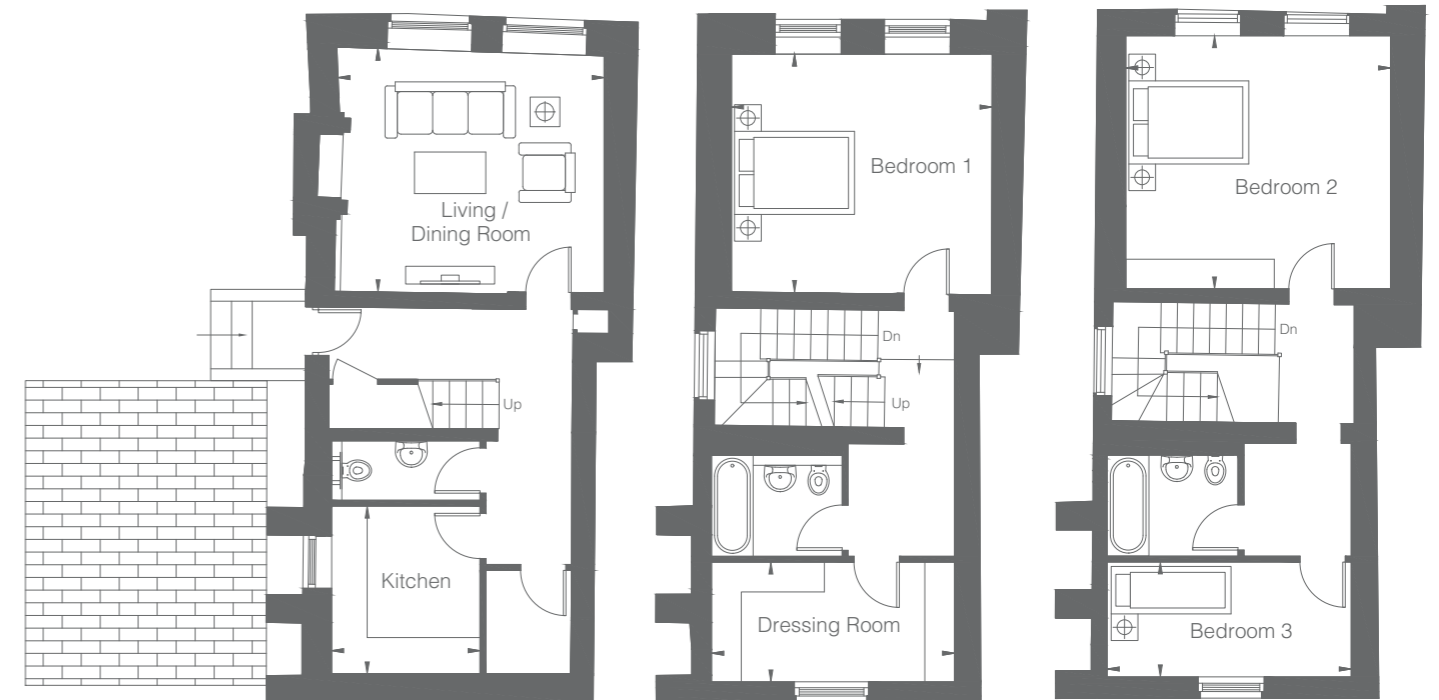 Living /
Dining Room
Up
Kitchen
Bedroom 1
Dn
Up
Dressing Room
Bedroom 2
Dn
Bedroom 3